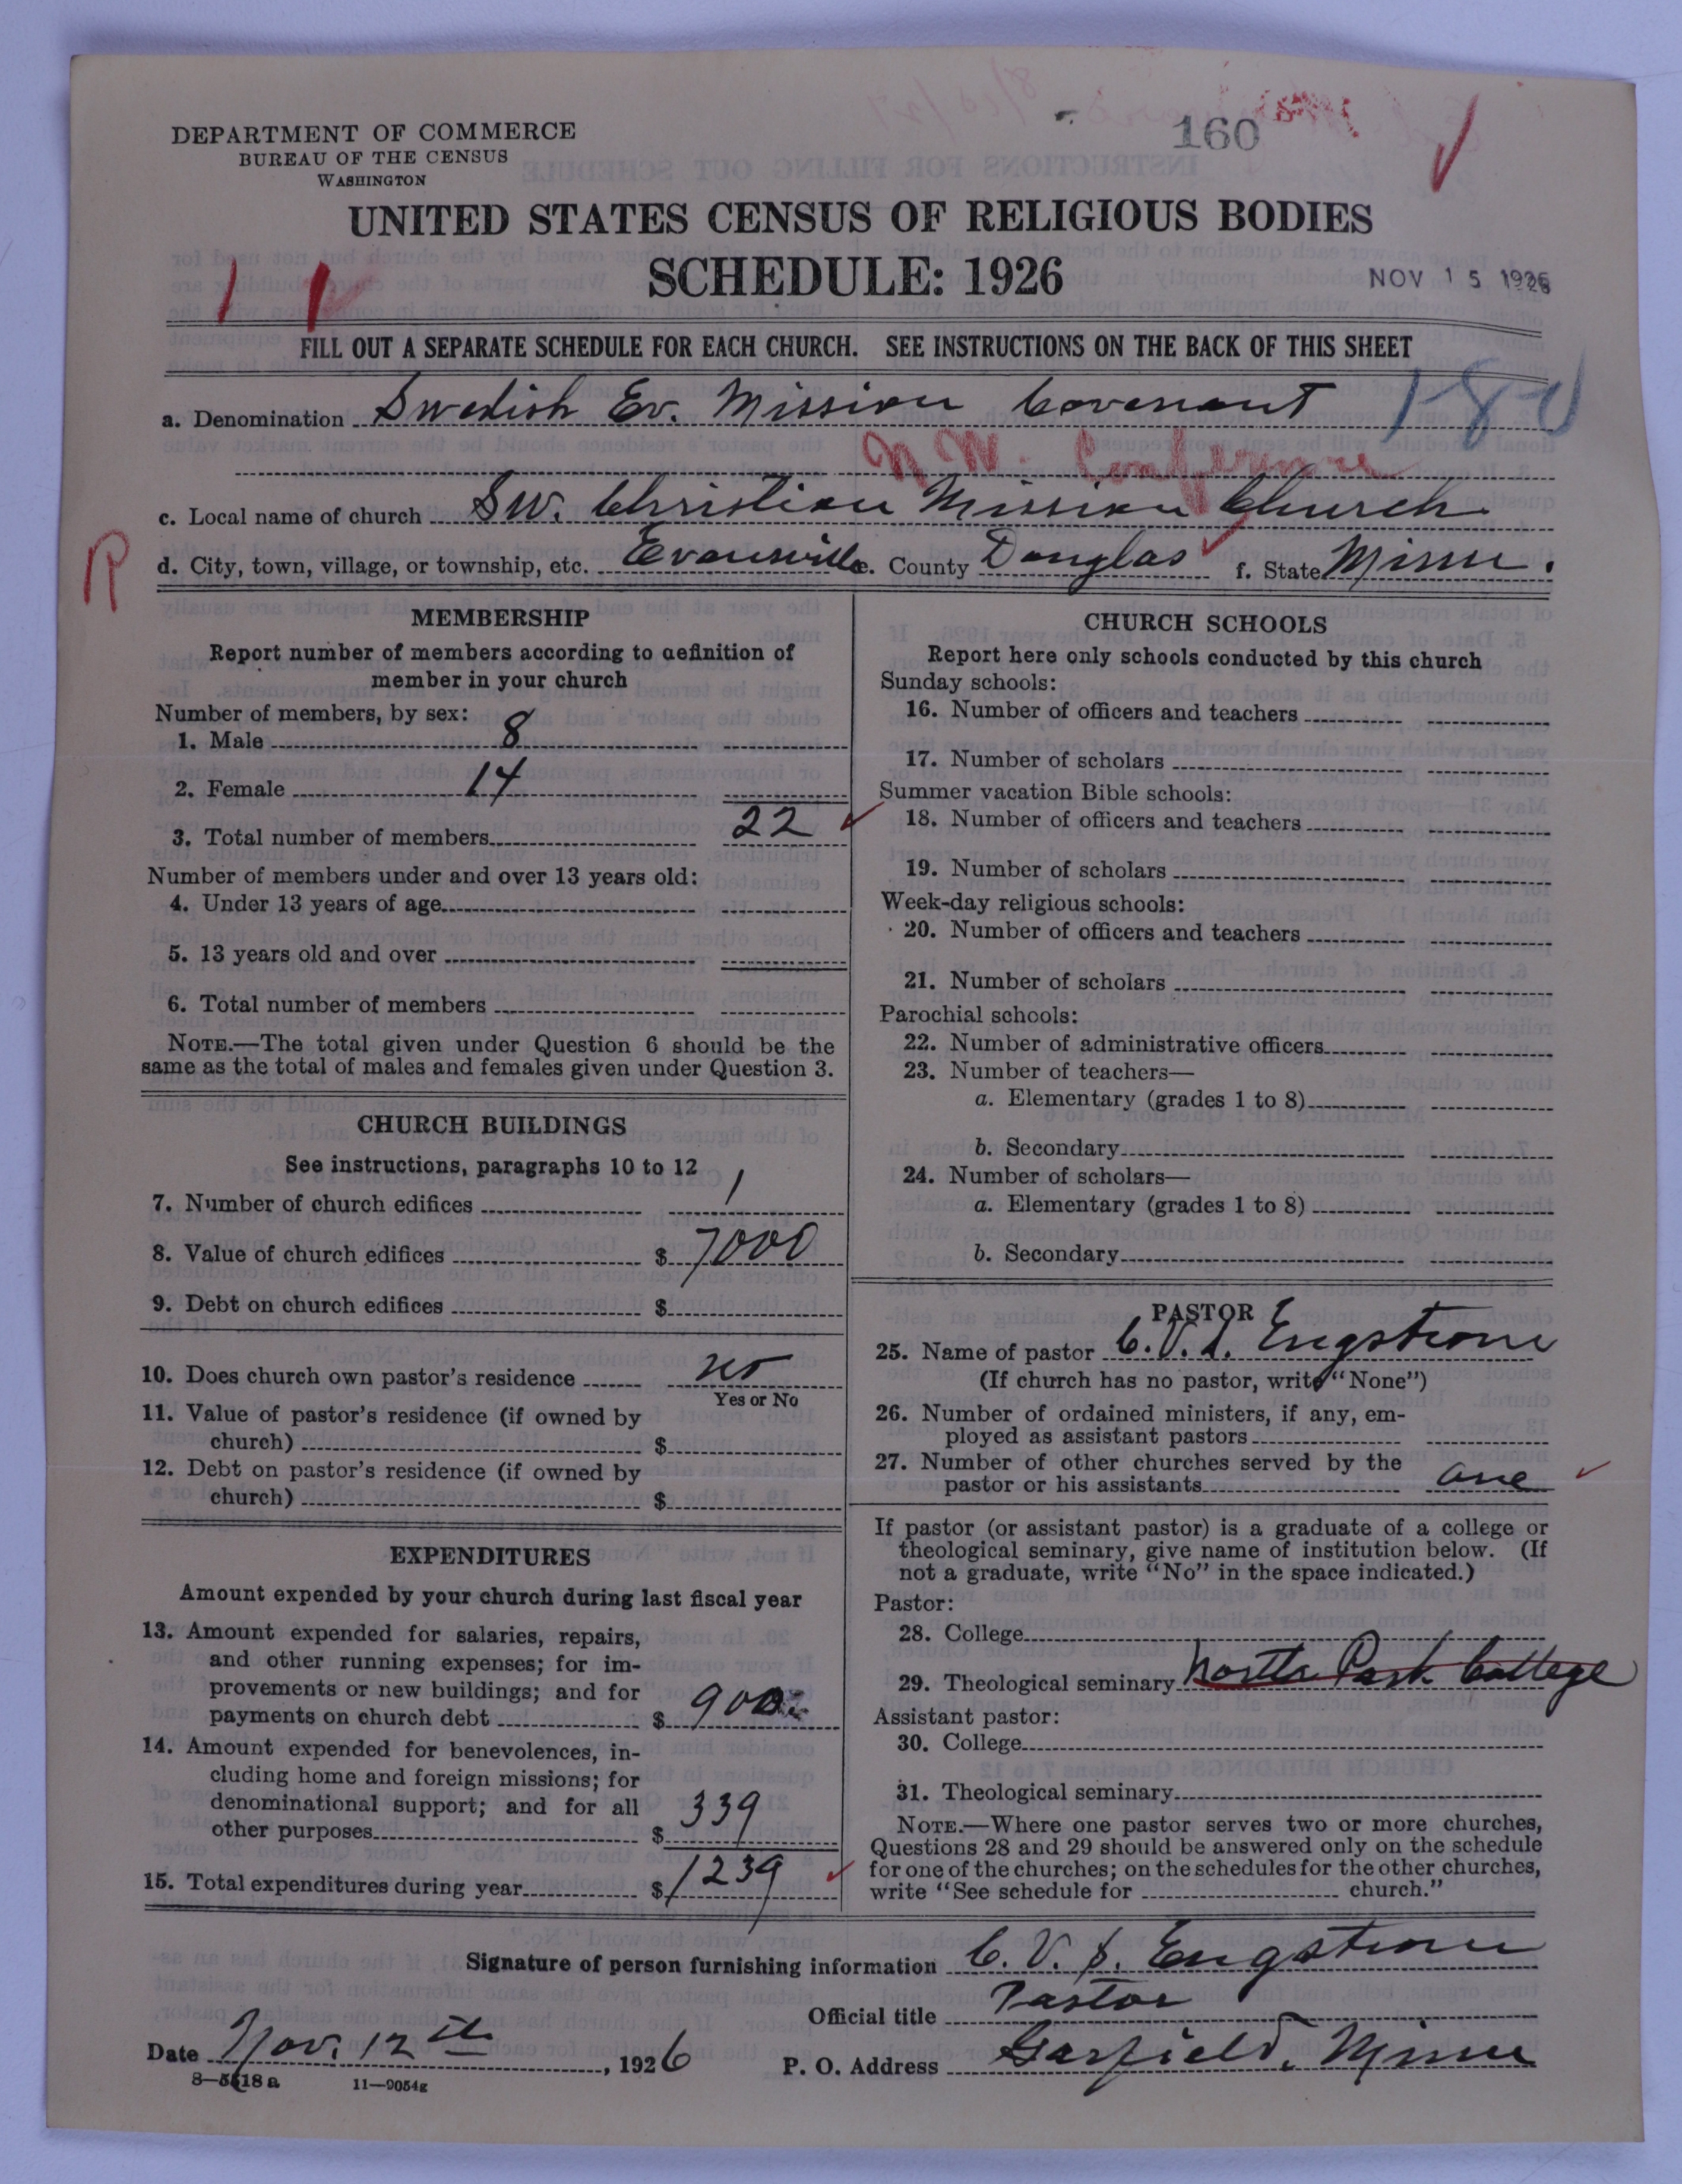 160
DEPARTMENT OF COMMERCE
BUREAU OF THE CENSUS
WASHINGTON
UNITED STATES CENSUS OF RELIGIOUS BODIES
SCHEDULE: 1926
NOV 15 1926
FILL OUT A SEPARATE SCHEDULE FOR EACH CHURCH. SEE INSTRUCTIONS ON THE BACK OF THIS SHEET
a. Denomination Swedish Ev. Mission Covenant 180
N.W. Conference
c. Local name of church Sw. Christian Mission Church
R
d. City, town, village, or township, etc. Evansville e. County Douglas f. State Minn.
MEMBERSHIP
Report number of members according to definition of
member in your church
Number of members, by sex:
1. Male 8
2. Female 14
3. Total number of members 22
Number of members under and over 13 years old:
4. Under 13 years of age
5. 13 years old and over
6. Total number of members
NOTE.—The total given under Question 6 should be the
same as the total of males and females given under Question 3.
CHURCH BUILDINGS
See instructions, paragraphs 10 to 12
7. Number of church edifices 1
8. Value of church edifices $ 7000
9. Debt on church edifices $
10. Does church own pastor's residence no
Yes or No
11. Value of pastor's residence (if owned by
church) $
12. Debt on pastor's residence (if owned by
church) $
EXPENDITURES
Amount expended by your church during last fiscal year
13. Amount expended for salaries, repairs,
and other running expenses; for im-
provements or new buildings; and for
payments on church debt $ 900
14. Amount expended for benevolences, in-
cluding home and foreign missions; for
denominational support; and for all
other purposes $ 339
15. Total expenditures during year $ 1239
CHURCH SCHOOLS
Report here only schools conducted by this church
Sunday schools:
16. Number of officers and teachers
17. Number of scholars
Summer vacation Bible schools:
18. Number of officers and teachers
19. Number of scholars
Week-day religious schools:
20. Number of officers and teachers
21. Number of scholars
Parochial schools:
22. Number of administrative officers
23. Number of teachers—
a. Elementary (grades 1 to 8)
b. Secondary
24. Number of scholars—
a. Elementary (grades 1 to 8)
b. Secondary
PASTOR
25. Name of pastor C. V. S. Engstrom
(If church has no pastor, write "None")
26. Number of ordained ministers, if any, em-
ployed as assistant pastors
27. Number of other churches served by the
pastor or his assistants one
If pastor (or assistant pastor) is a graduate of a college or
theological seminary, give name of institution below. (If
not a graduate, write "No" in the space indicated.)
Pastor:
28. College
29. Theological seminary North Park College
Assistant pastor:
30. College
31. Theological seminary
NOTE.—Where one pastor serves two or more churches,
Questions 28 and 29 should be answered only on the schedule
for one of the churches; on the schedules for the other churches,
write "See schedule for church."
Signature of person furnishing information C. V. S. Engstrom
Official title Pastor
Date Nov. 12th, 1926 P. O. Address Garfield, Minn
8—5518a 11—9054g